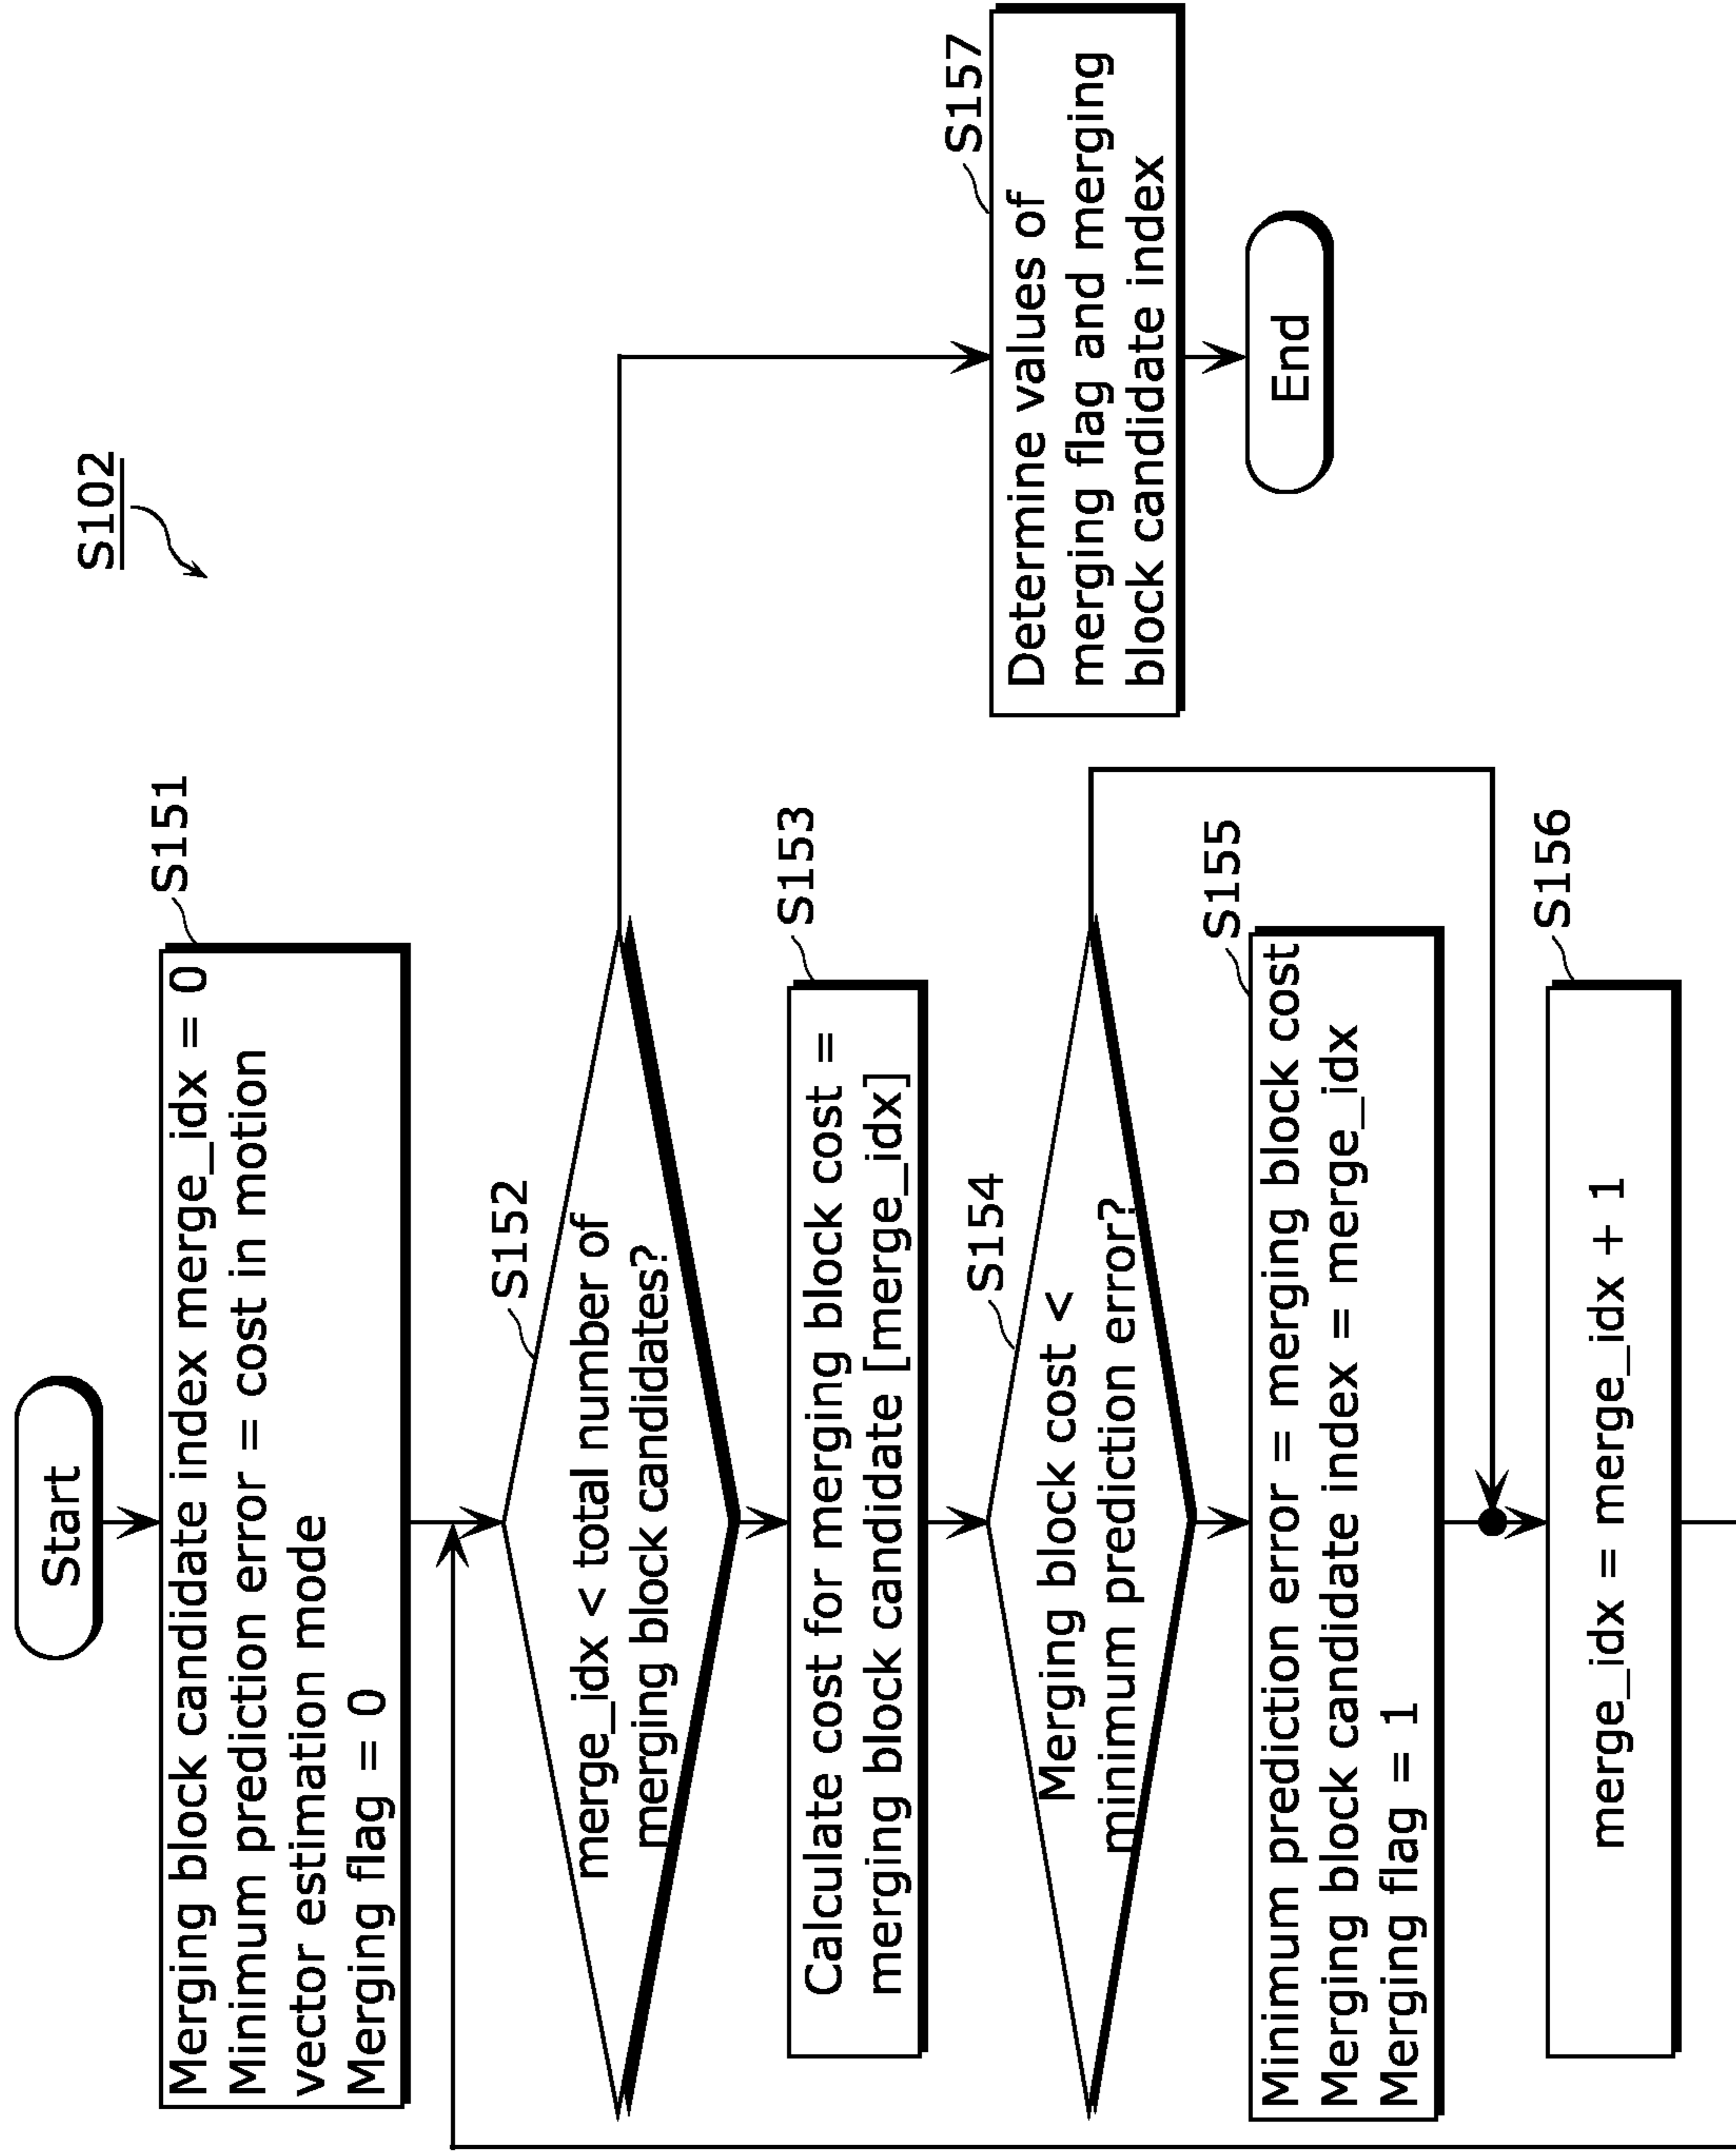 S102
Start
S151
Merging block candidate index merge_idx = 0
Minimum prediction error = cost in motion
vector estimation mode
Merging flag = 0
S152
merge_idx < total number of
merging block candidates?
S153
Calculate cost for merging block cost =
merging block candidate [merge_idx]
S154
Merging block cost <
minimum prediction error?
S155
Minimum prediction error = merging block cost
Merging block candidate index = merge_idx
Merging flag = 1
S156
merge_idx = merge_idx + 1
S157
Determine values of
merging flag and merging
block candidate index
End